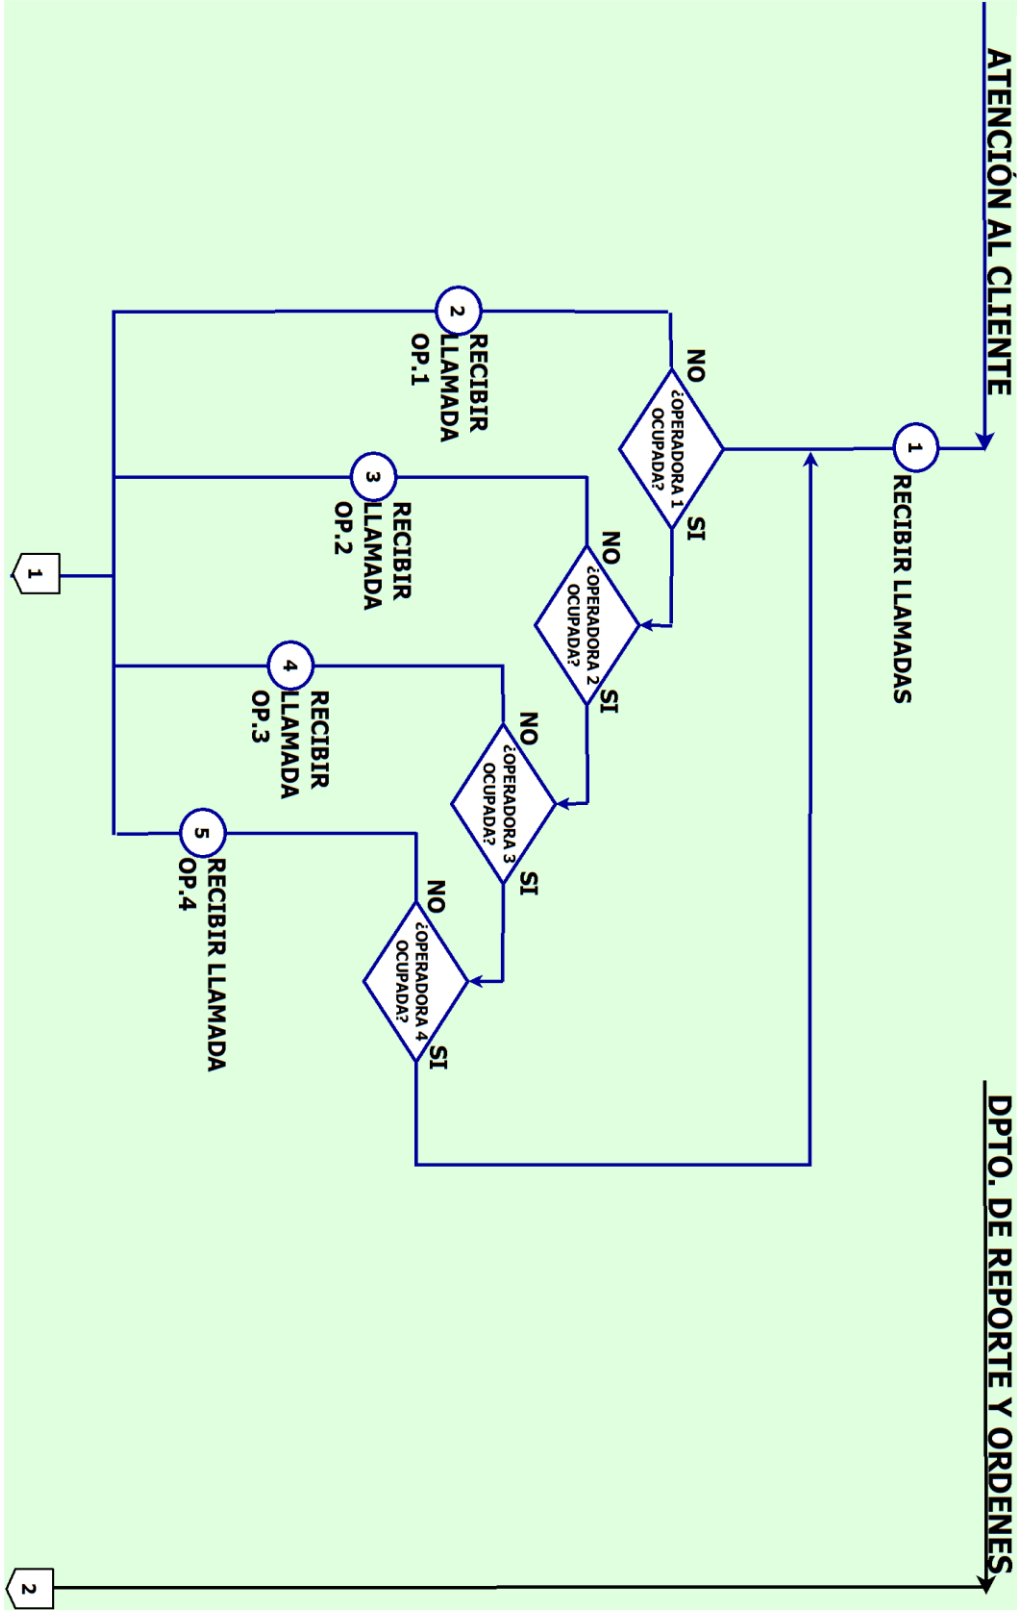 ATENCIÓN AL CLIENTE
DPTO. DE REPORTE Y ORDENES
1
RECIBIR LLAMADAS
NO
¿OPERADORA 1
OCUPADA?
SI
NO
¿OPERADORA 2
OCUPADA?
SI
NO
¿OPERADORA 3
OCUPADA?
SI
NO
¿OPERADORA 4
OCUPADA?
SI
2
RECIBIR
LLAMADA
OP.1
3
RECIBIR
LLAMADA
OP.2
4
RECIBIR
LLAMADA
OP.3
5
RECIBIR LLAMADA
OP.4
1
2